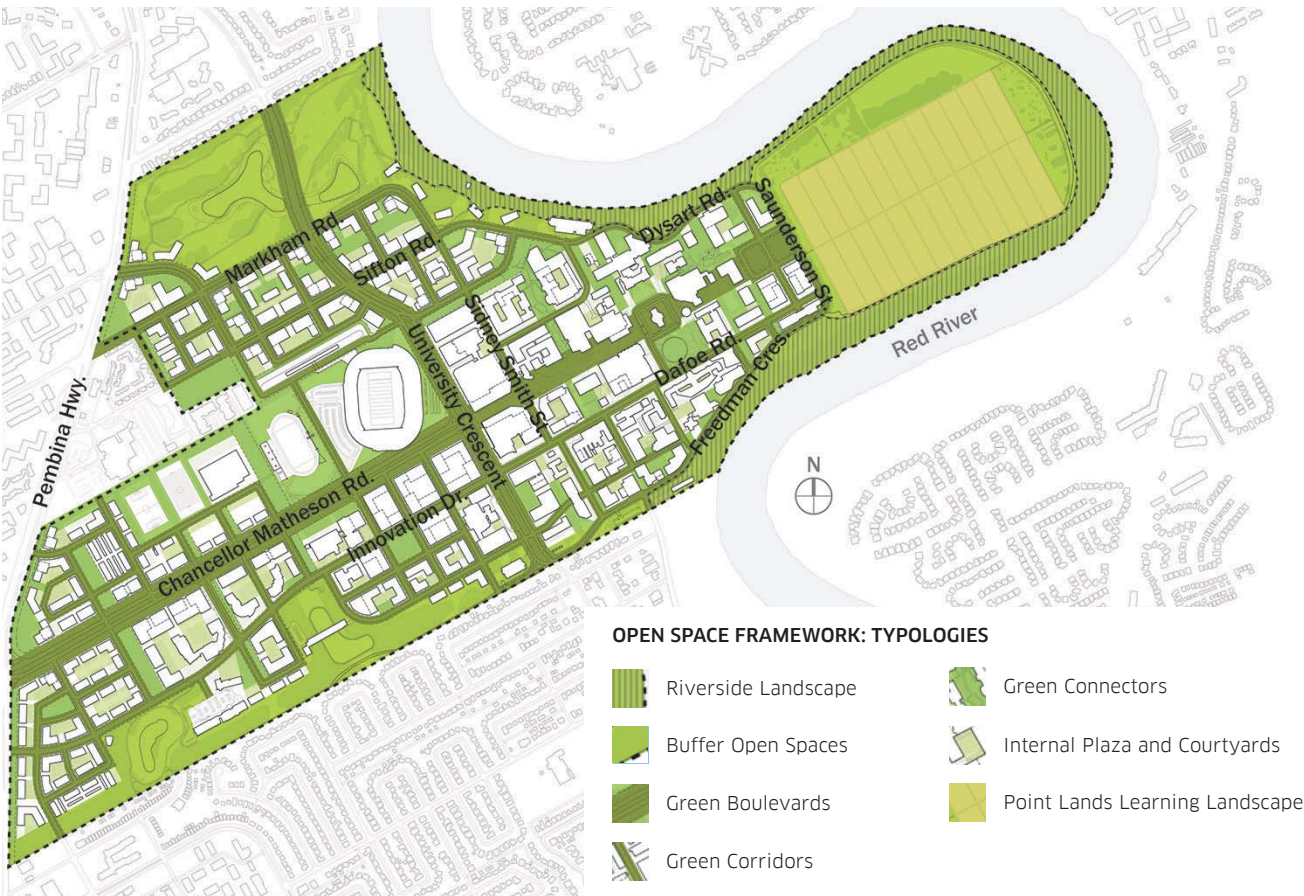 Markham Rd.
Sifton Rd.
Dysart Rd.
Saunderson St.
Sidney Smith St.
University Crescent
Dafoe Rd.
Freedman Cres.
Red River
Pembina Hwy.
Chancellor Matheson Rd.
Innovation Dr.
N
OPEN SPACE FRAMEWORK: TYPOLOGIES
Riverside Landscape
Buffer Open Spaces
Green Boulevards
Green Corridors
Green Connectors
Internal Plaza and Courtyards
Point Lands Learning Landscape